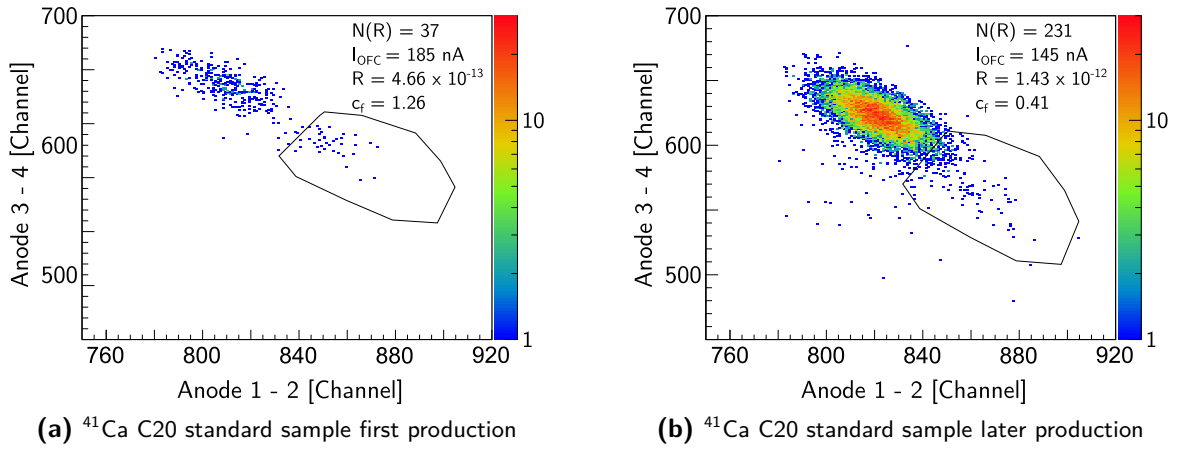 700
600
500
Anode 3 - 4 [Channel]
760 800 840 880 920
Anode 1 - 2 [Channel]
N(R) = 37
I_OFC = 185 nA
R = 4.66 x 10^-13
c_f = 1.26
10
1
(a) ^41Ca C20 standard sample first production
700
600
500
Anode 3 - 4 [Channel]
760 800 840 880 920
Anode 1 - 2 [Channel]
N(R) = 231
I_OFC = 145 nA
R = 1.43 x 10^-12
c_f = 0.41
10
1
(b) ^41Ca C20 standard sample later production